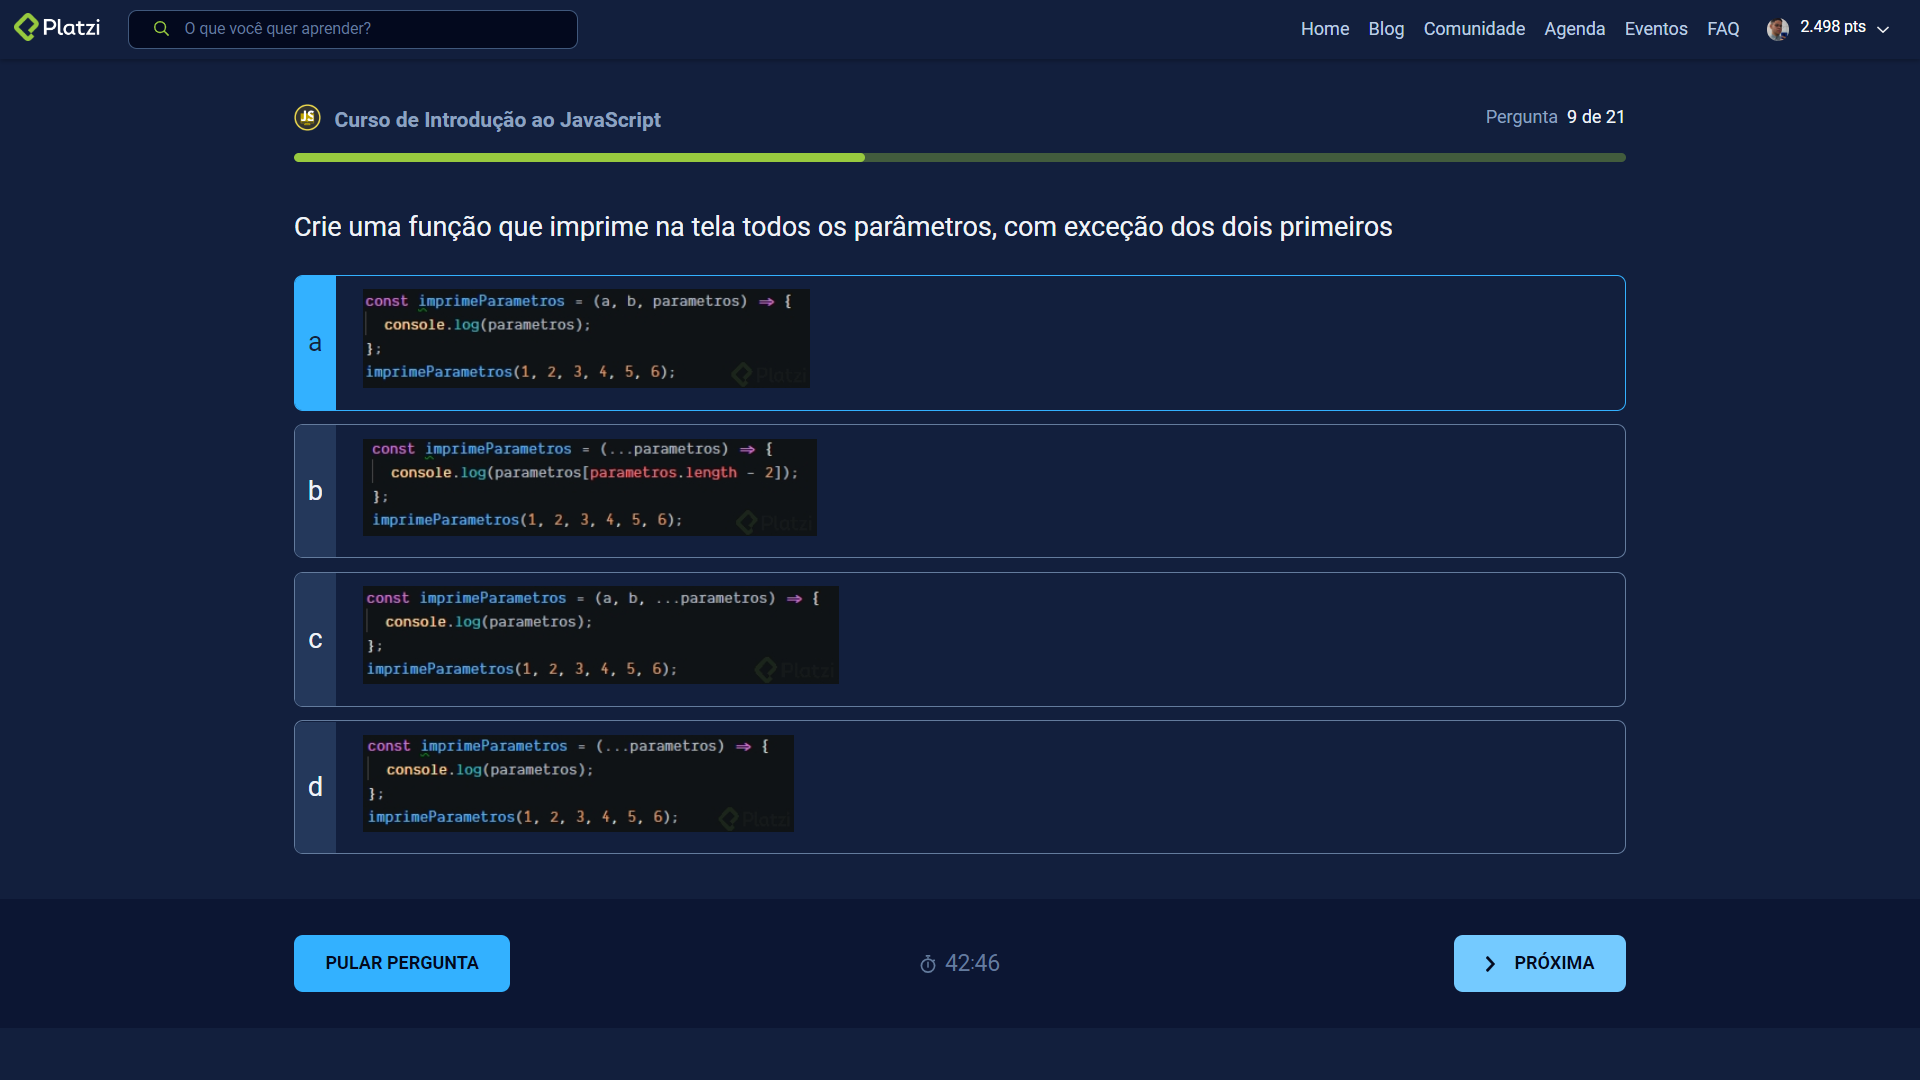 Platzi
O que você quer aprender?
Home Blog Comunidade Agenda Eventos FAQ 2.498 pts
JS Curso de Introdução ao JavaScript
Pergunta 9 de 21
Crie uma função que imprime na tela todos os parâmetros, com exceção dos dois primeiros
a
const imprimeParametros = (a, b, parametros) => {
console.log(parametros);
};
imprimeParametros(1, 2, 3, 4, 5, 6);
Platzi
b
const imprimeParametros = (...parametros) => {
console.log(parametros[parametros.length - 2]);
};
imprimeParametros(1, 2, 3, 4, 5, 6);
Platzi
c
const imprimeParametros = (a, b, ...parametros) => {
console.log(parametros);
};
imprimeParametros(1, 2, 3, 4, 5, 6);
Platzi
d
const imprimeParametros = (...parametros) => {
console.log(parametros);
};
imprimeParametros(1, 2, 3, 4, 5, 6);
Platzi
PULAR PERGUNTA
42:46
PRÓXIMA